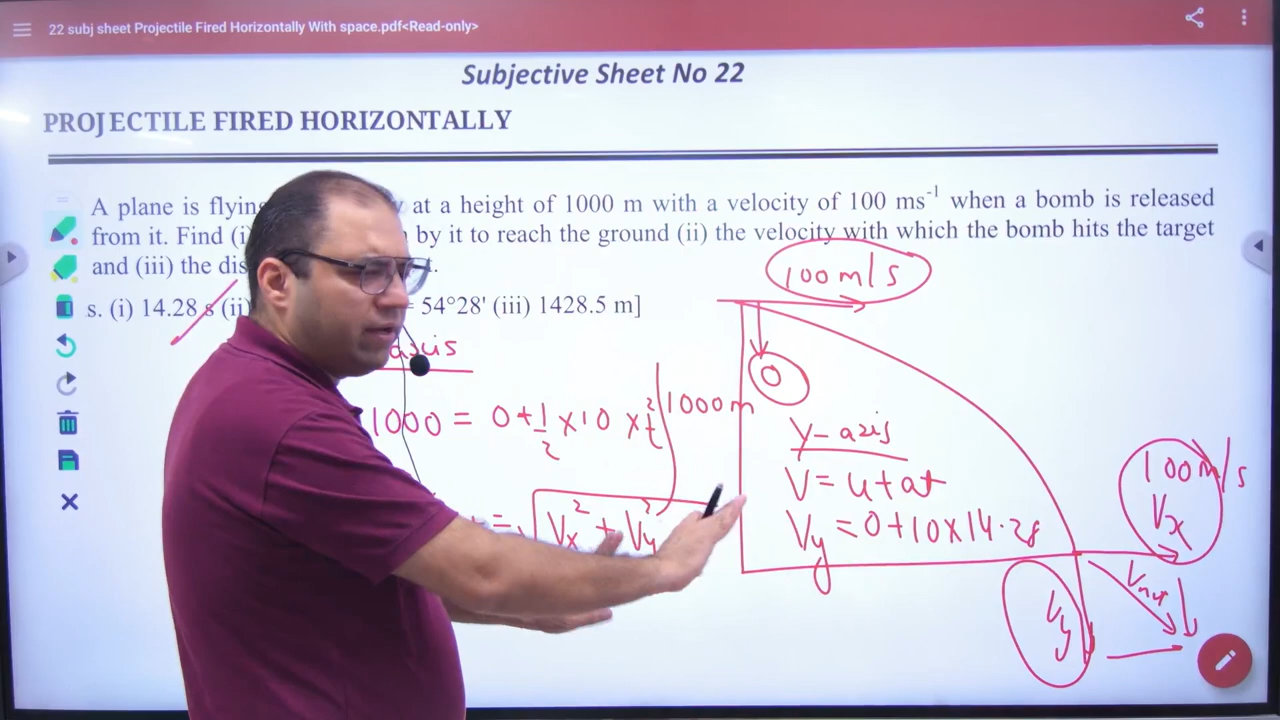 22 subj sheet Projectile Fired Horizontally With space.pdf<Read-only>
Subjective Sheet No 22
PROJECTILE FIRED HORIZONTALLY
A plane is flying at a height of 1000 m with a velocity of 100 ms⁻¹ when a bomb is released
from it. Find (i) by it to reach the ground (ii) the velocity with which the bomb hits the target
and (iii) the dis t.
s. (i) 14.28 s (ii) = 54°28' (iii) 1428.5 m]
100 m/s
axis
0
1000 = 0+1/2 ×10 ×t²
1000 m
y-axis
V = u+at
Vy = 0+10×14.28
= √Vx² + Vy²
100 m/s
Vx
Vnet
Vy